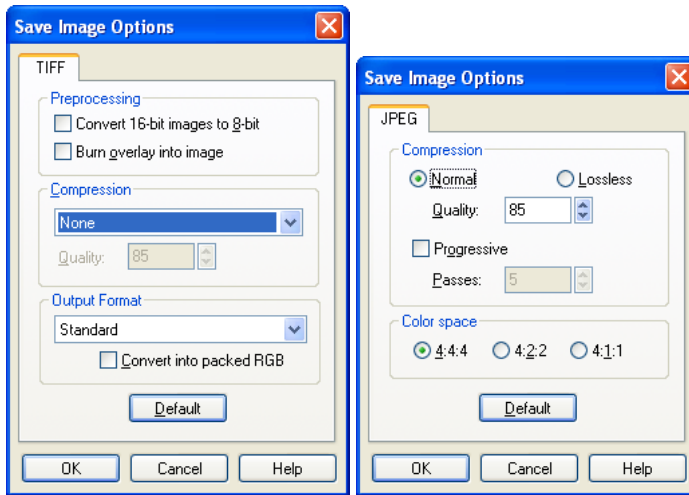 Save Image Options
TIFF
Preprocessing
Convert 16-bit images to 8-bit
Burn overlay into image
Compression
None
Quality: 85
Output Format
Standard
Convert into packed RGB
Default
OK Cancel Help
Save Image Options
JPEG
Compression
Normal Lossless
Quality: 85
Progressive
Passes: 5
Color space
4:4:4 4:2:2 4:1:1
Default
OK Cancel Help